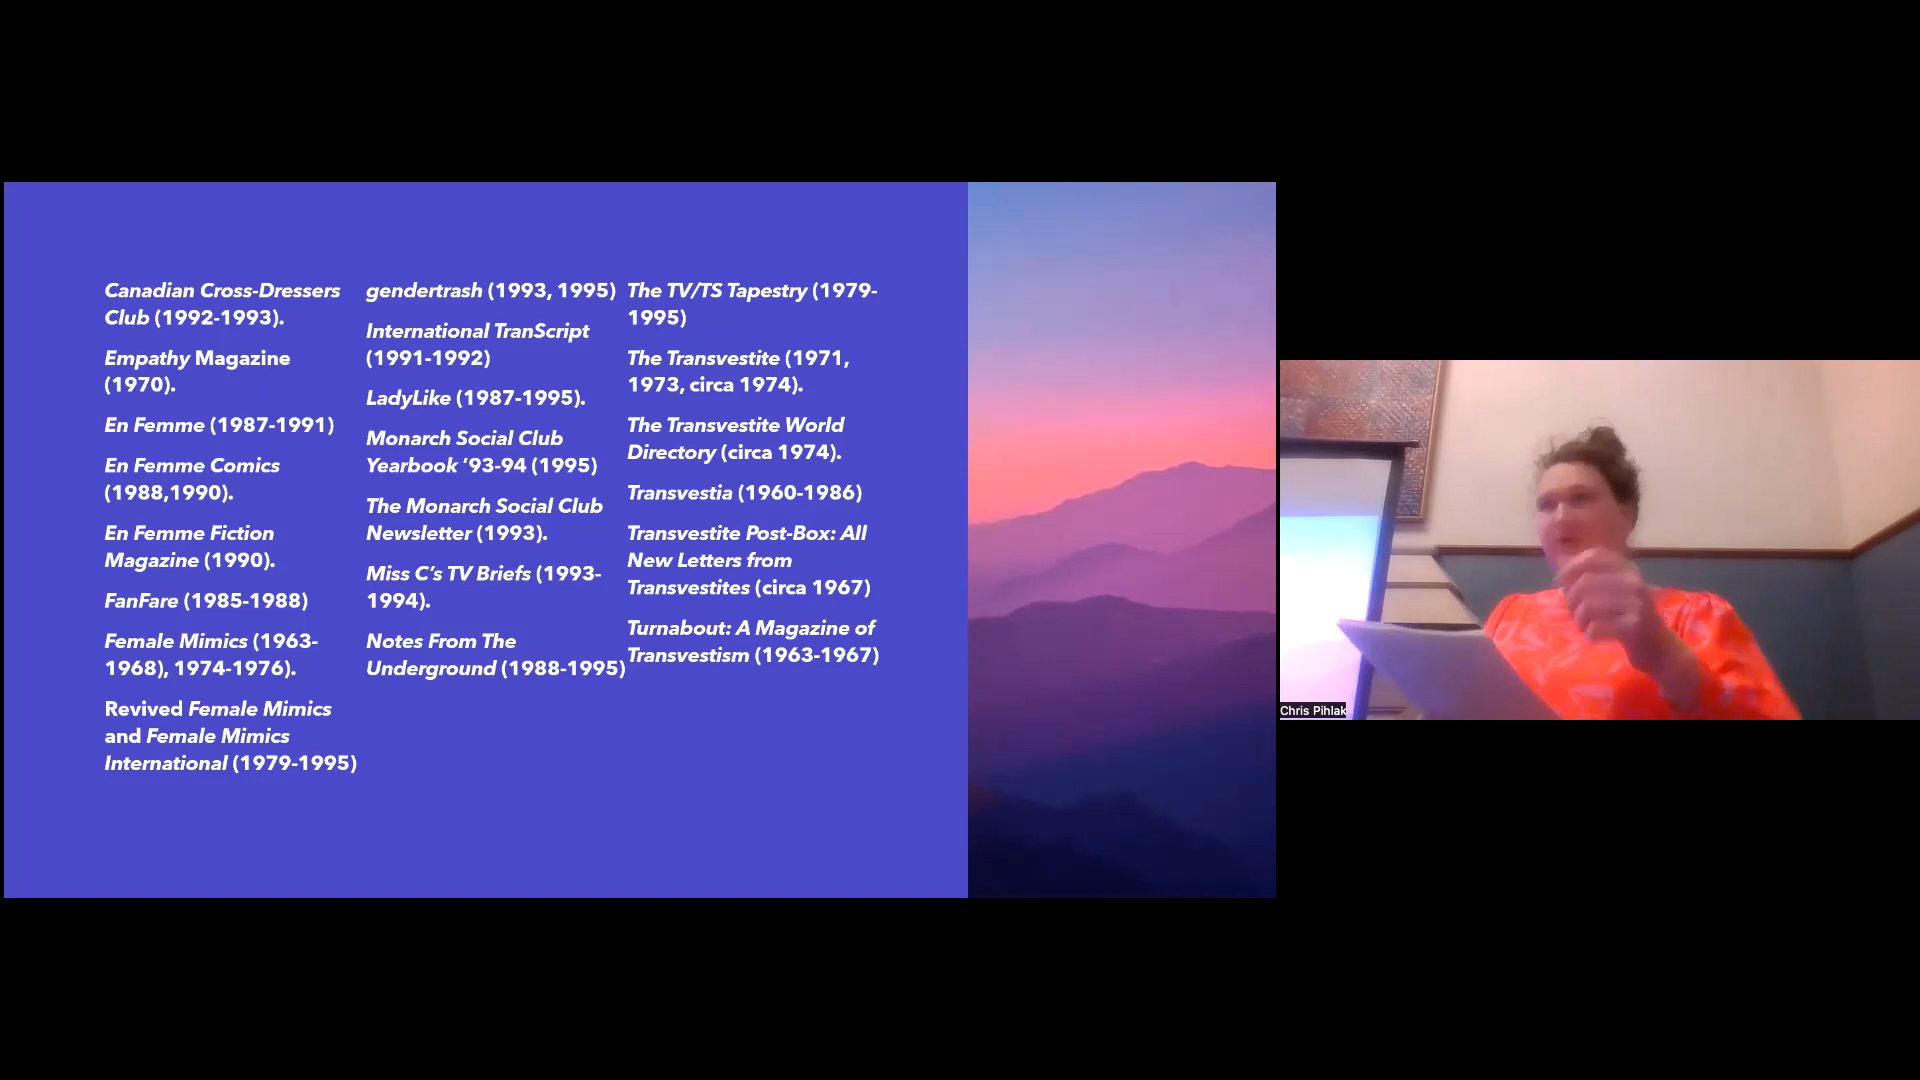 Canadian Cross-Dressers
Club (1992-1993).
Empathy Magazine
(1970).
En Femme (1987-1991)
En Femme Comics
(1988,1990).
En Femme Fiction
Magazine (1990).
FanFare (1985-1988)
Female Mimics (1963-
1968), 1974-1976).
Revived Female Mimics
and Female Mimics
International (1979-1995)
gendertrash (1993, 1995)
International TranScript
(1991-1992)
LadyLike (1987-1995).
Monarch Social Club
Yearbook ’93-94 (1995)
The Monarch Social Club
Newsletter (1993).
Miss C’s TV Briefs (1993-
1994).
Notes From The
Underground (1988-1995)
The TV/TS Tapestry (1979-
1995)
The Transvestite (1971,
1973, circa 1974).
The Transvestite World
Directory (circa 1974).
Transvestia (1960-1986)
Transvestite Post-Box: All
New Letters from
Transvestites (circa 1967)
Turnabout: A Magazine of
Transvestism (1963-1967)
Chris Pihlak